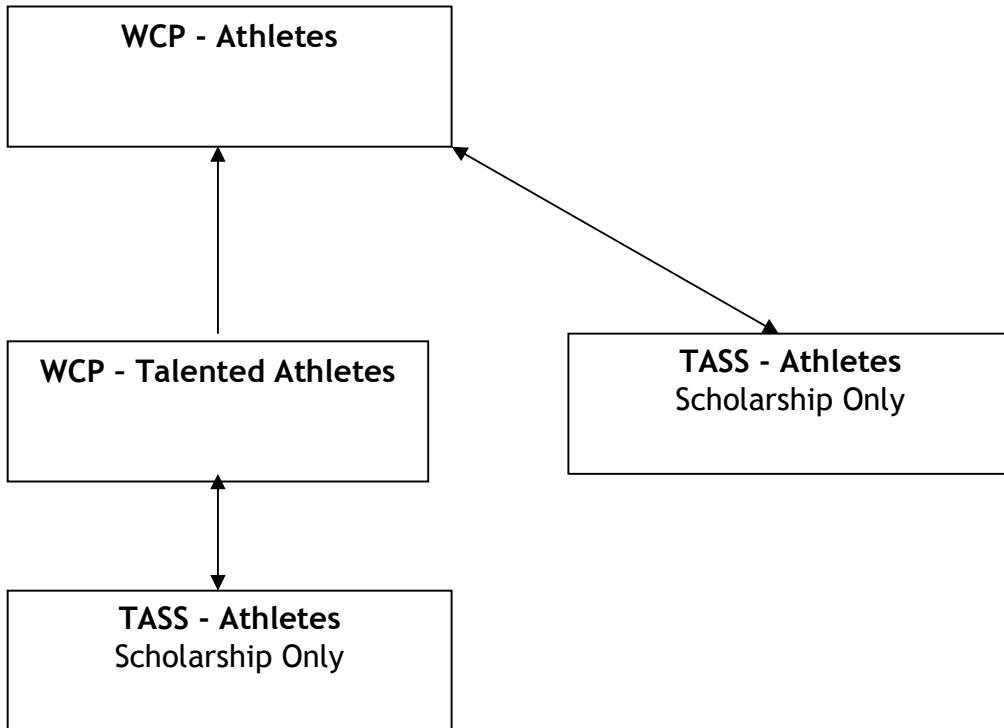 WCP - Athletes
WCP – Talented Athletes
TASS - Athletes
Scholarship Only
TASS - Athletes
Scholarship Only